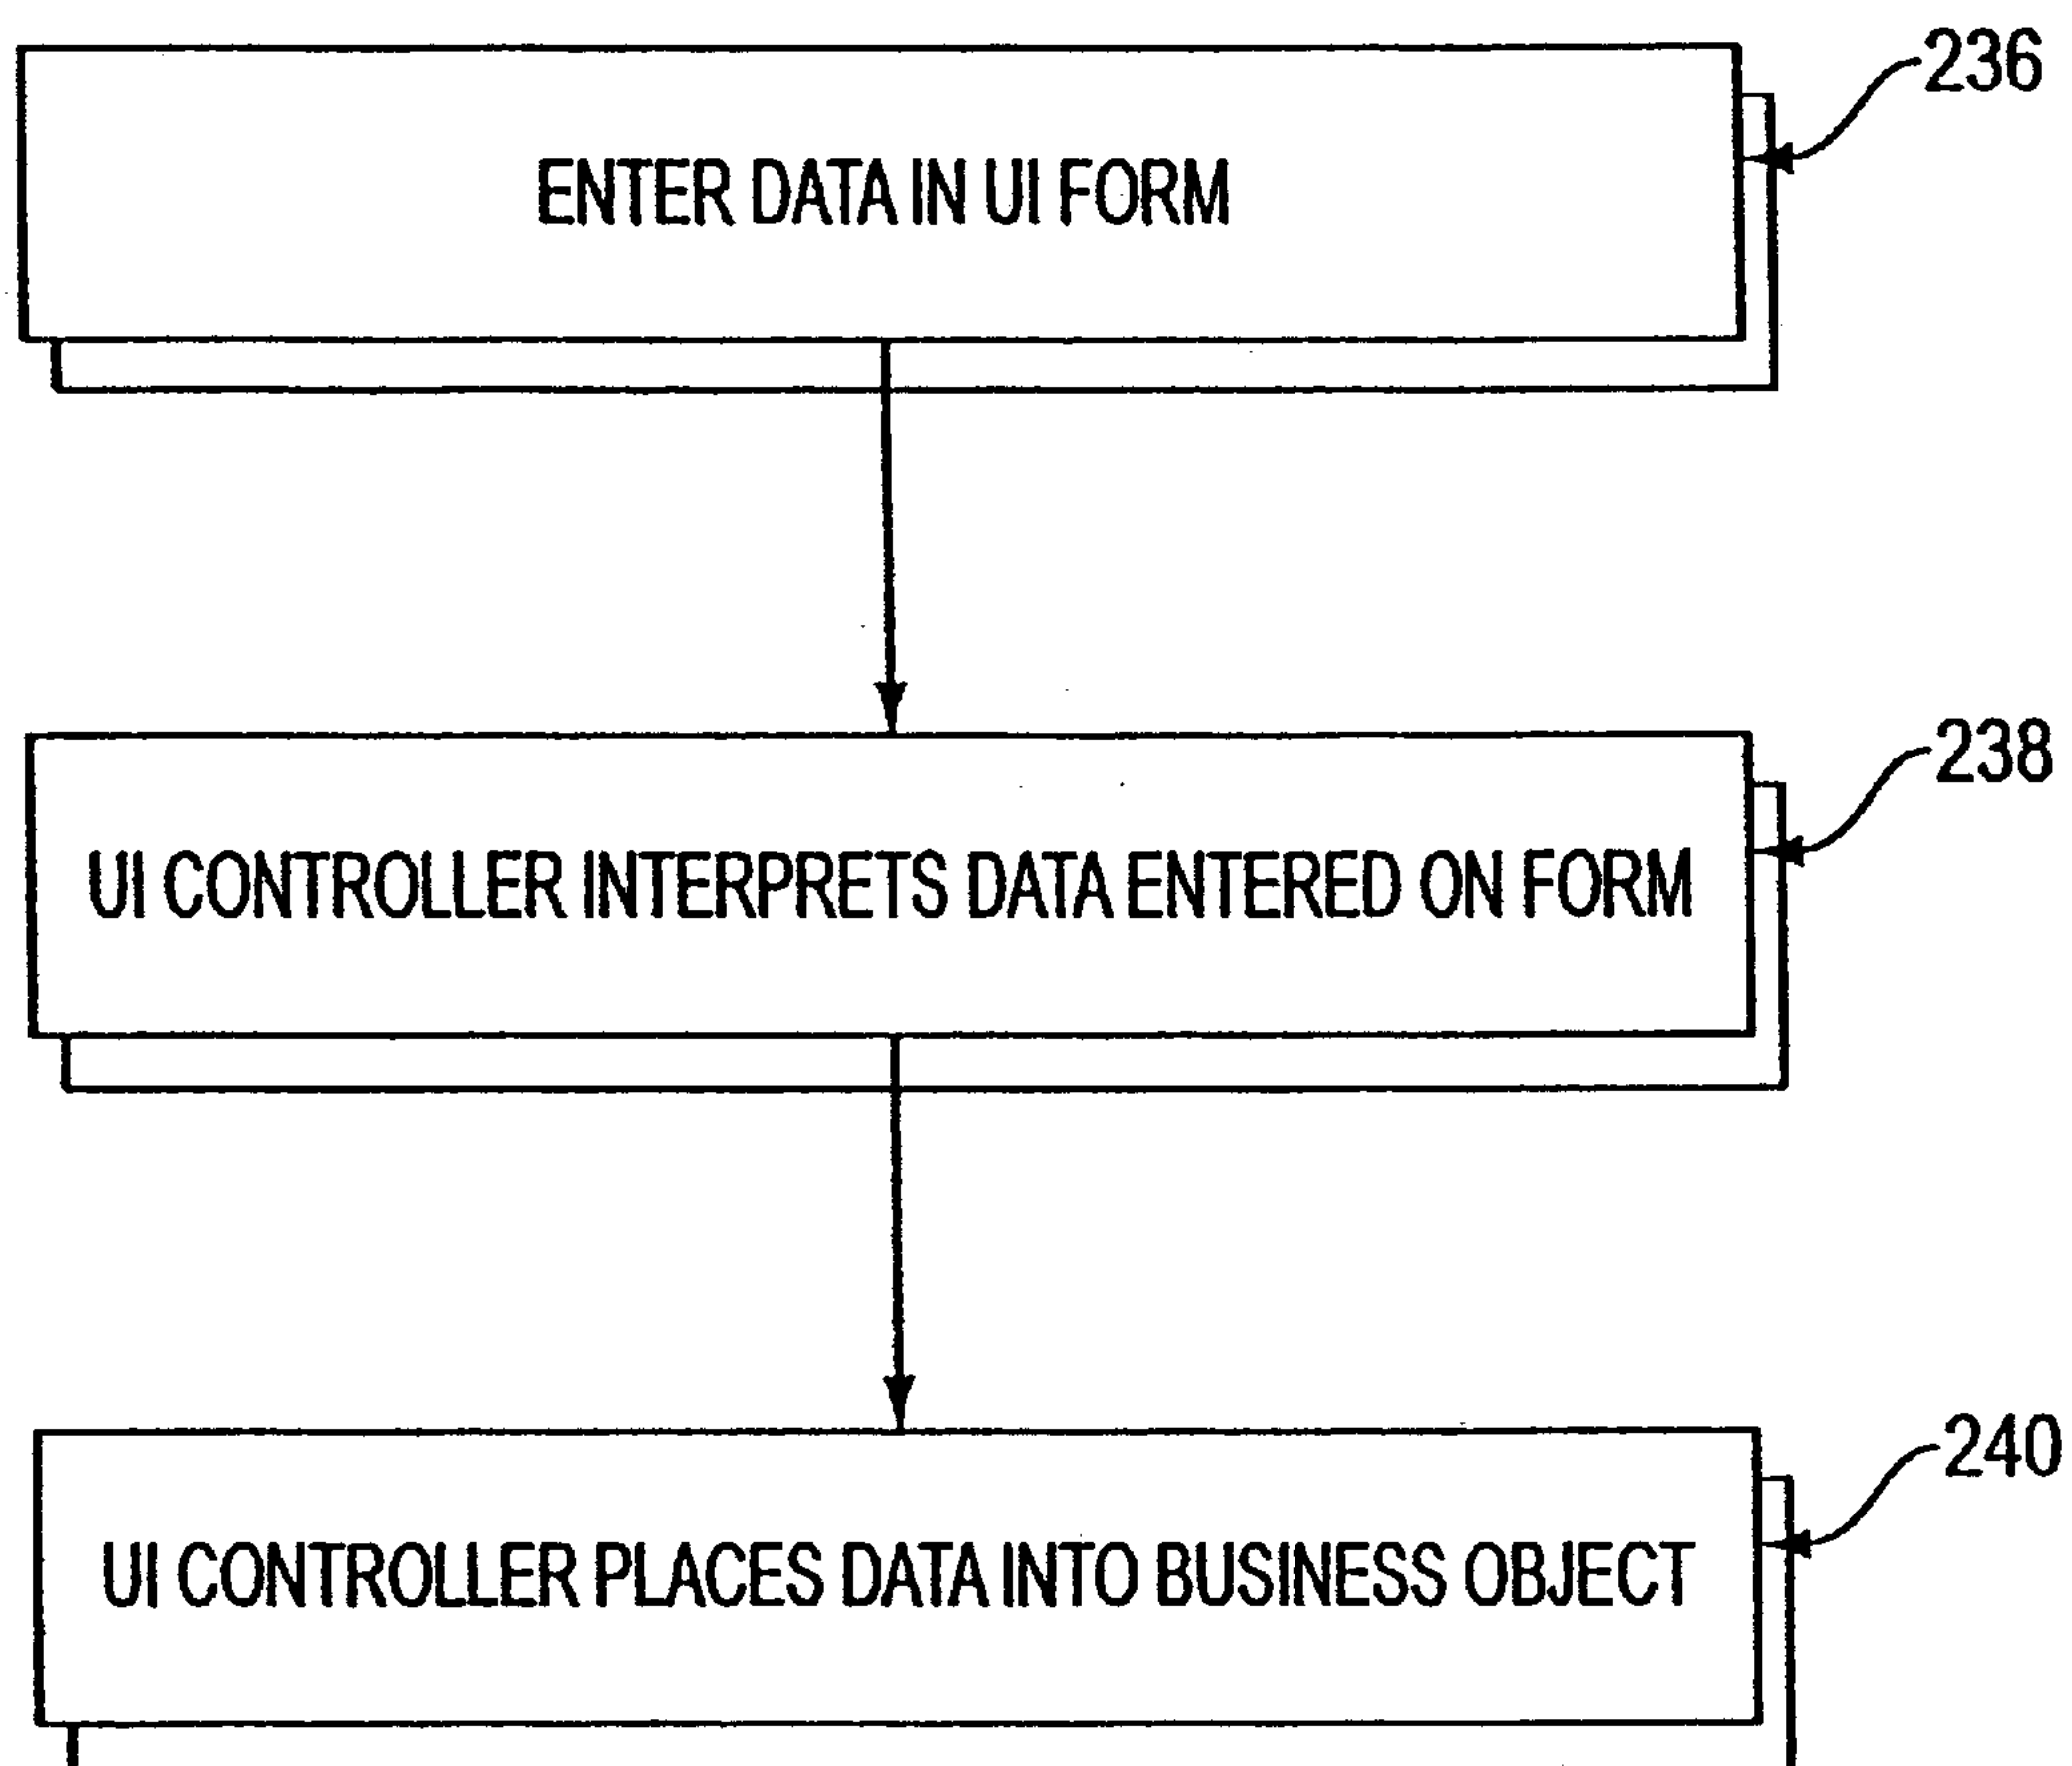 236
ENTER DATA IN UI FORM
238
UI CONTROLLER INTERPRETS DATA ENTERED ON FORM
240
UI CONTROLLER PLACES DATA INTO BUSINESS OBJECT